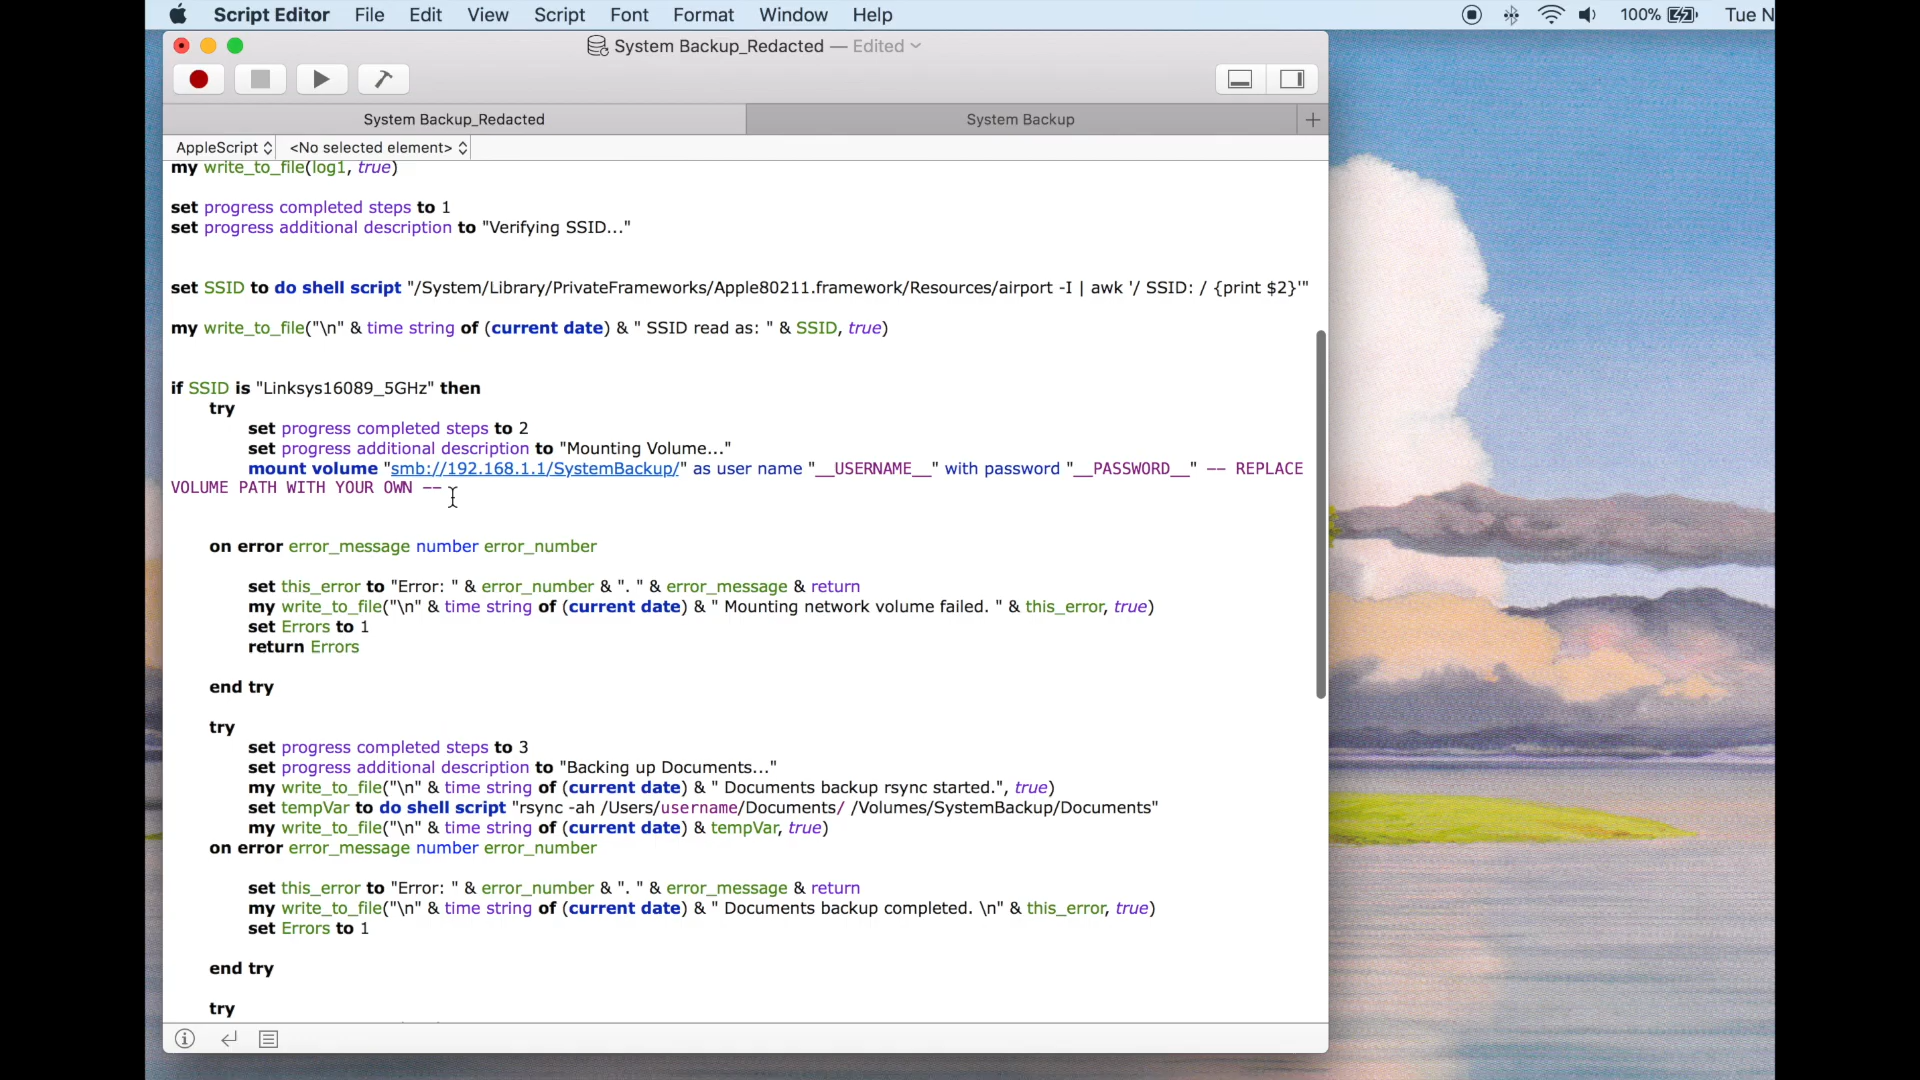 Script Editor File Edit View Script Font Format Window Help 100% Tue N
System Backup_Redacted — Edited
System Backup_Redacted System Backup
AppleScript <No selected element>
my write_to_file(log1, true)
set progress completed steps to 1
set progress additional description to "Verifying SSID..."
set SSID to do shell script "/System/Library/PrivateFrameworks/Apple80211.framework/Resources/airport -I | awk '/ SSID: / {print $2}'"
my write_to_file("\n" & time string of (current date) & " SSID read as: " & SSID, true)
if SSID is "Linksys16089_5GHz" then
try
set progress completed steps to 2
set progress additional description to "Mounting Volume..."
mount volume "smb://192.168.1.1/SystemBackup/" as user name "__USERNAME__" with password "__PASSWORD__" -- REPLACE
VOLUME PATH WITH YOUR OWN --
on error error_message number error_number
set this_error to "Error: " & error_number & ". " & error_message & return
my write_to_file("\n" & time string of (current date) & " Mounting network volume failed. " & this_error, true)
set Errors to 1
return Errors
end try
try
set progress completed steps to 3
set progress additional description to "Backing up Documents..."
my write_to_file("\n" & time string of (current date) & " Documents backup rsync started.", true)
set tempVar to do shell script "rsync -ah /Users/username/Documents/ /Volumes/SystemBackup/Documents"
my write_to_file("\n" & time string of (current date) & tempVar, true)
on error error_message number error_number
set this_error to "Error: " & error_number & ". " & error_message & return
my write_to_file("\n" & time string of (current date) & " Documents backup completed. \n" & this_error, true)
set Errors to 1
end try
try